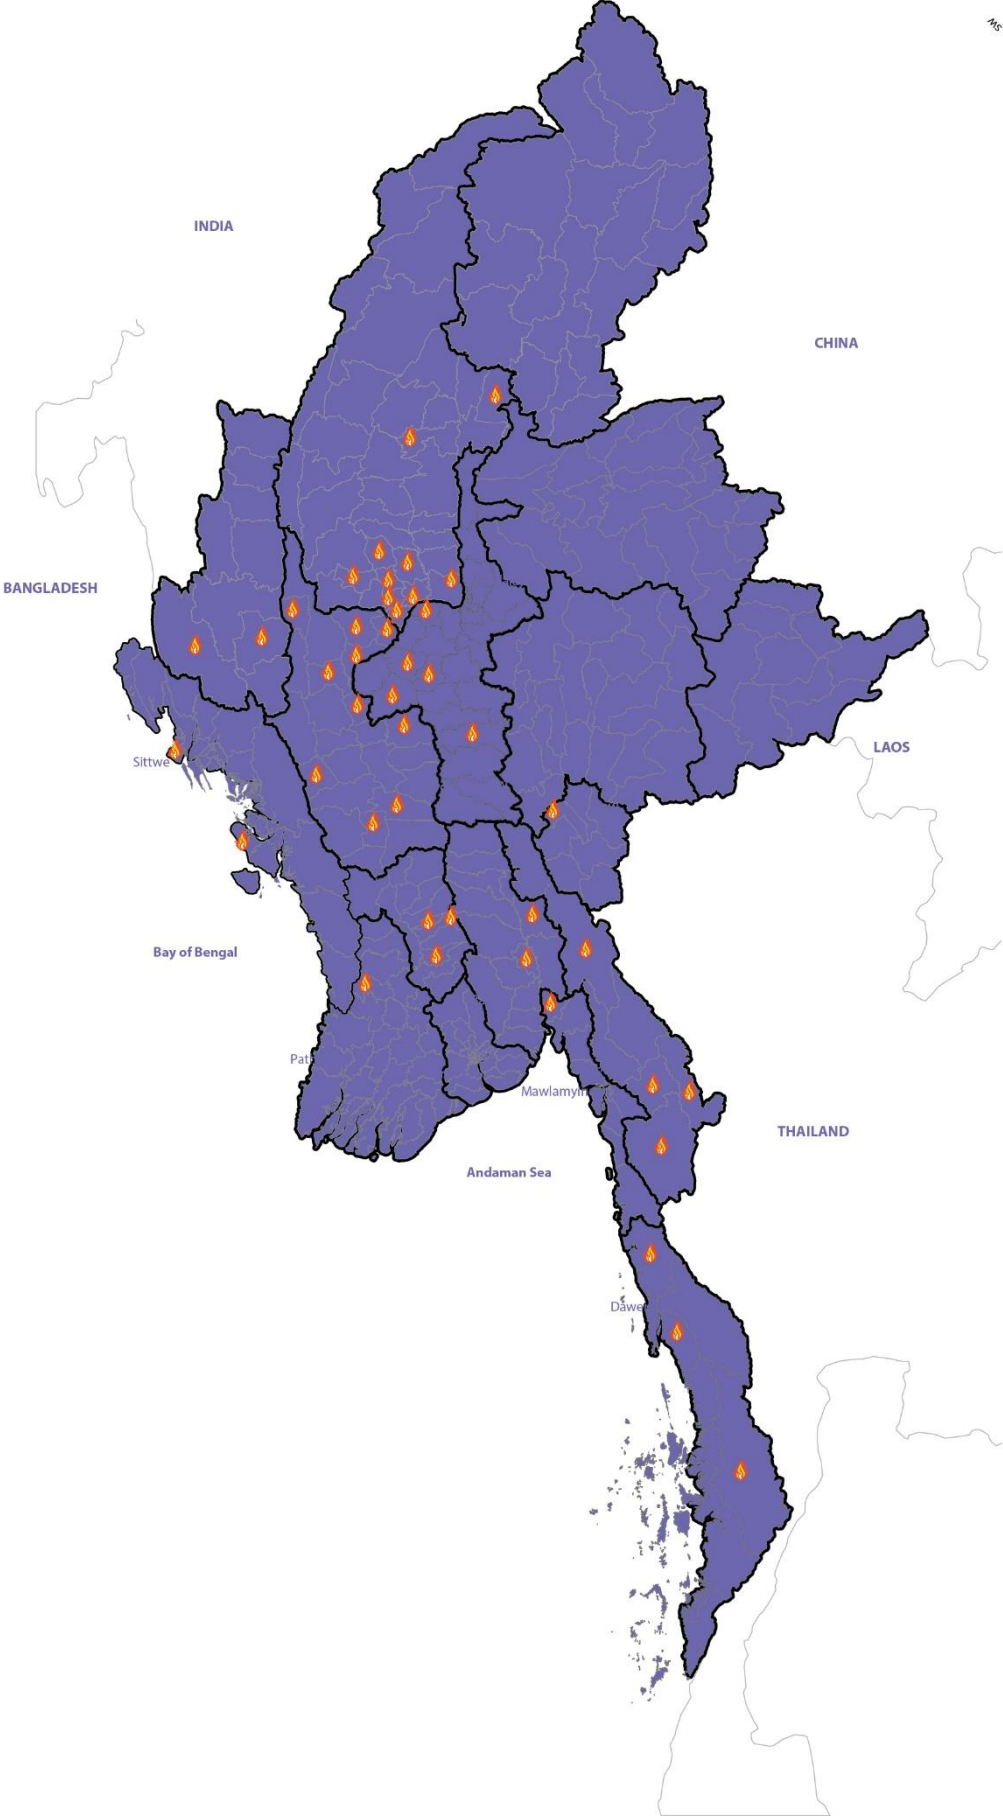 INDIA
CHINA
BANGLADESH
LAOS
Sittwe
Bay of Bengal
THAILAND
Andaman Sea